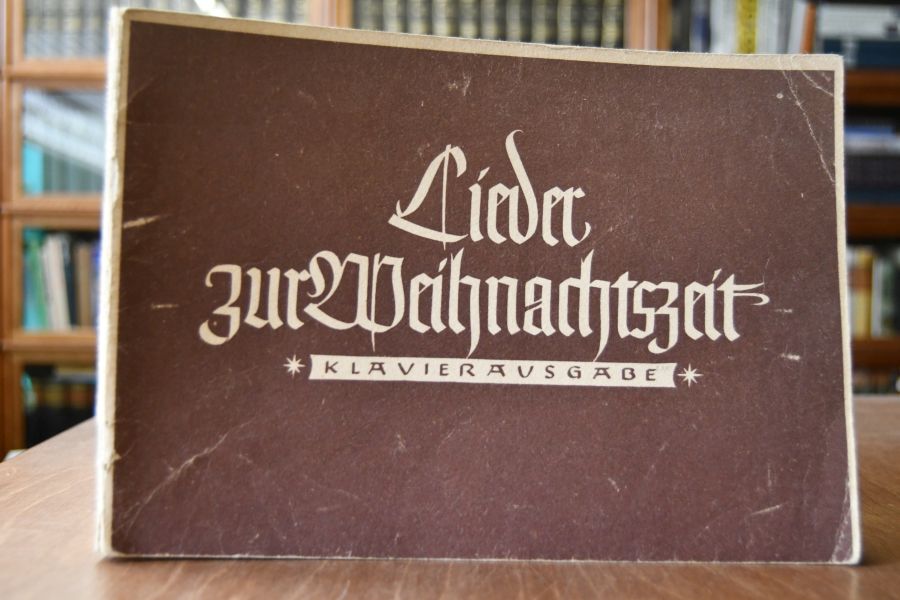 Lieder
zur Weihnachtszeit
KLAVIERAUSGABE